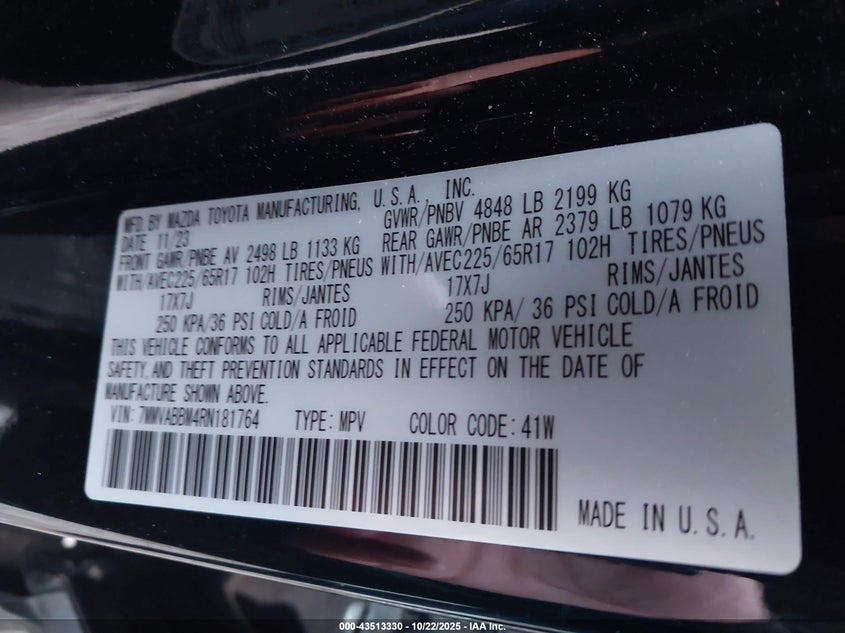 MFD. BY MAZDA TOYOTA MANUFACTURING, U.S.A. INC.
DATE 11/23 GVWR/PNBV 4848 LB 2199 KG
FRONT GAWR/PNBE AV 2498 LB 1133 KG REAR GAWR/PNBE AR 2379 LB 1079 KG
WITH/AVEC225/65R17 102H TIRES/PNEUS WITH/AVEC225/65R17 102H TIRES/PNEUS
17X7J RIMS/JANTES 17X7J RIMS/JANTES
250 KPA/36 PSI COLD/A FROID 250 KPA/ 36 PSI COLD/A FROID
THIS VEHICLE CONFORMS TO ALL APPLICABLE FEDERAL MOTOR VEHICLE
SAFETY, AND THEFT PREVENTION STANDARDS IN EFFECT ON THE DATE OF
MANUFACTURE SHOWN ABOVE.
VIN: 7MMVABBM4RN181764 TYPE: MPV COLOR CODE: 41W
MADE IN U.S.A.
000-43513330 - 10/22/2025 - IAA Inc.